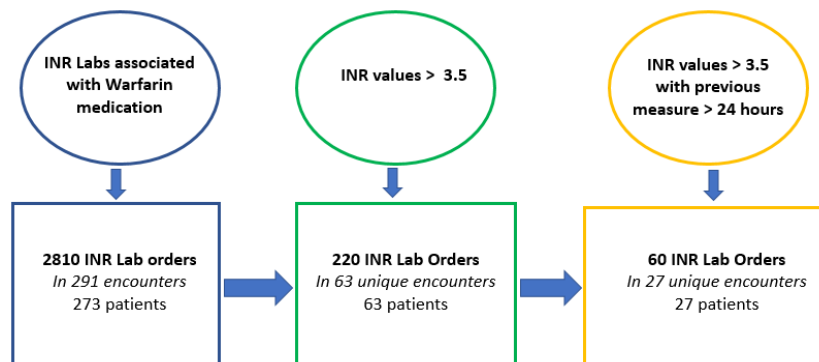 INR Labs associated
with Warfarin
medication
INR values > 3.5
INR values > 3.5
with previous
measure > 24 hours
2810 INR Lab orders
In 291 encounters
273 patients
220 INR Lab Orders
In 63 unique encounters
63 patients
60 INR Lab Orders
In 27 unique encounters
27 patients